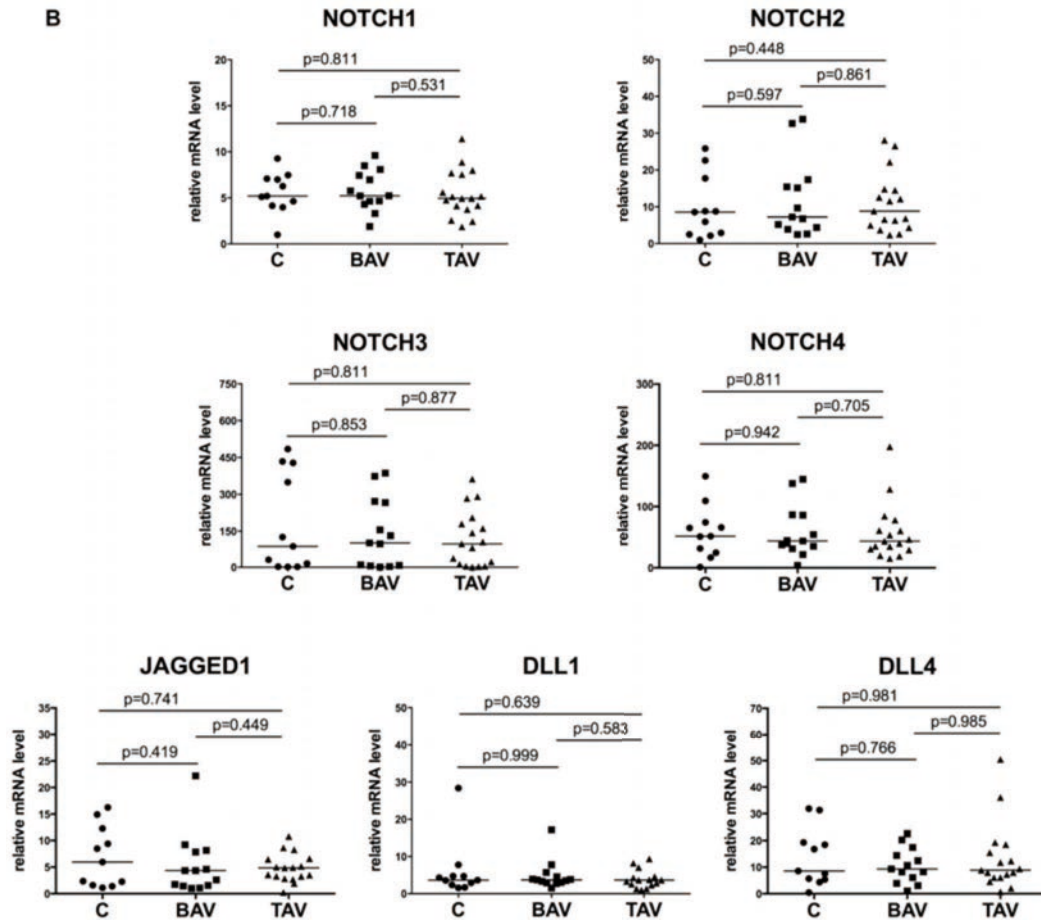 B
NOTCH1
NOTCH2
relative mRNA level
20
15
10
5
0
p=0.811
p=0.531
p=0.718
C BAV TAV
relative mRNA level
50
40
30
20
10
0
p=0.448
p=0.861
p=0.597
C BAV TAV
NOTCH3
NOTCH4
relative mRNA level
750
600
450
300
150
0
p=0.811
p=0.877
p=0.853
C BAV TAV
relative mRNA level
300
200
100
0
p=0.811
p=0.705
p=0.942
C BAV TAV
JAGGED1
DLL1
DLL4
relative mRNA level
35
30
25
20
15
10
5
0
p=0.741
p=0.449
p=0.419
C BAV TAV
relative mRNA level
50
40
30
20
10
0
p=0.639
p=0.583
p=0.999
C BAV TAV
relative mRNA level
70
60
50
40
30
20
10
0
p=0.981
p=0.985
p=0.766
C BAV TAV